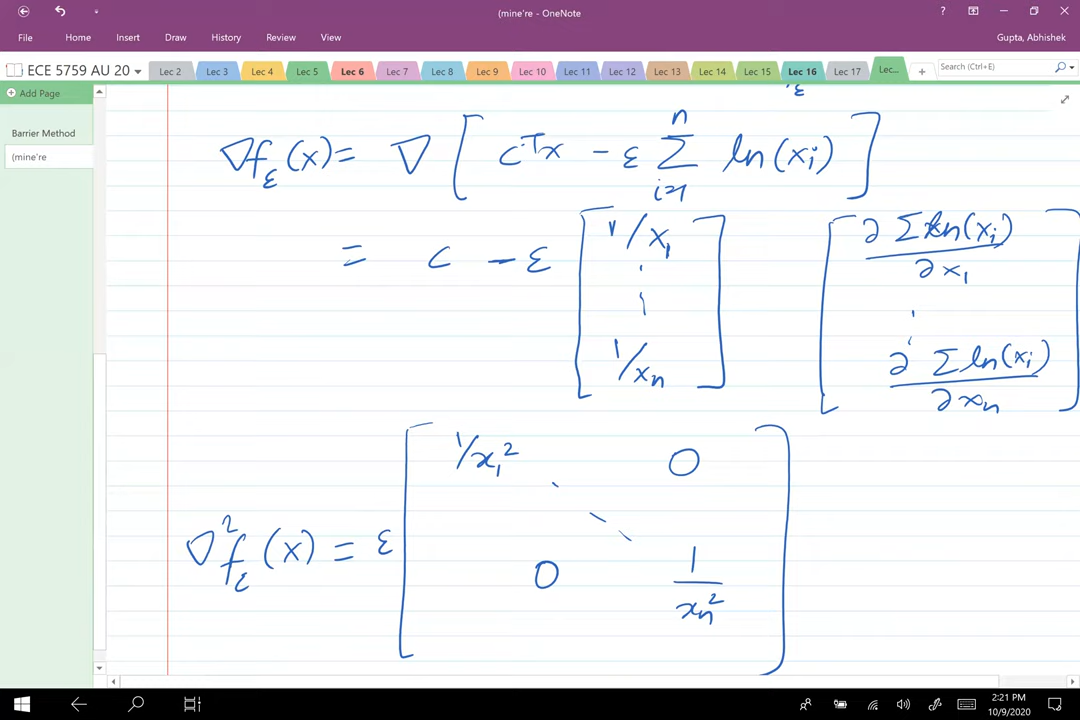 (mine're - OneNote
?
File Home Insert Draw History Review View
Gupta, Abhishek
ECE 5759 AU 20 Lec 2 Lec 3 Lec 4 Lec 5 Lec 6 Lec 7 Lec 8 Lec 9 Lec 10 Lec 11 Lec 12 Lec 13 Lec 14 Lec 15 Lec 16 Lec 17 Lec... + Search (Ctrl+E)
+ Add Page
Barrier Method
(mine're
ε
∇f_ε(x) = ∇ [ c^T x - ε ∑_{i=1}^{n} ln(x_i) ]
= c - ε [ 1/x_1 ⋮ 1/x_n ] [ ∂ ∑ ln(x_i) / ∂x_1 ⋮ ∂ ∑ ln(x_i) / ∂x_n ]
∇²f_ε(x) = ε [ 1/x_1² 0 ⋱ 0 1/x_n² ]
2:21 PM
10/9/2020